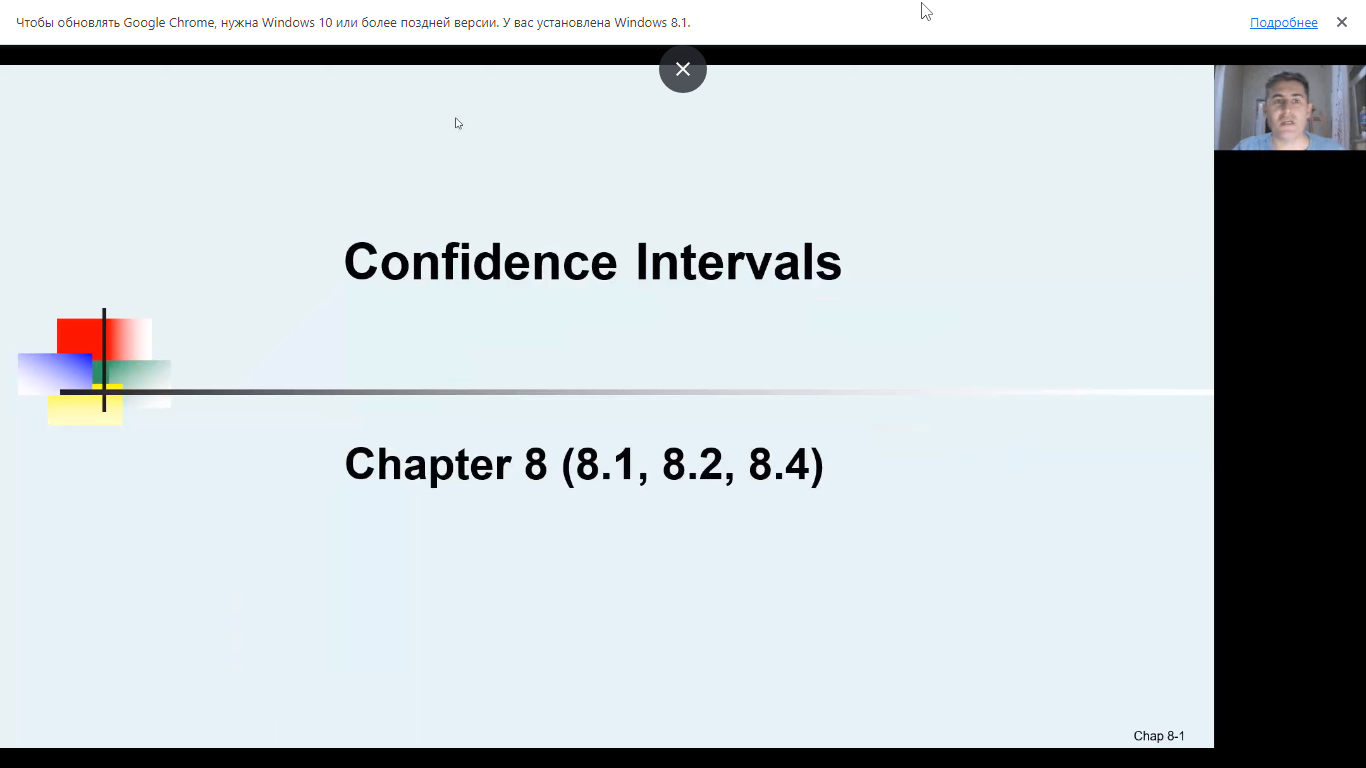 Чтобы обновлять Google Chrome, нужна Windows 10 или более поздней версии. У вас установлена Windows 8.1.
Подробнее
Confidence Intervals
Chapter 8 (8.1, 8.2, 8.4)
Chap 8-1